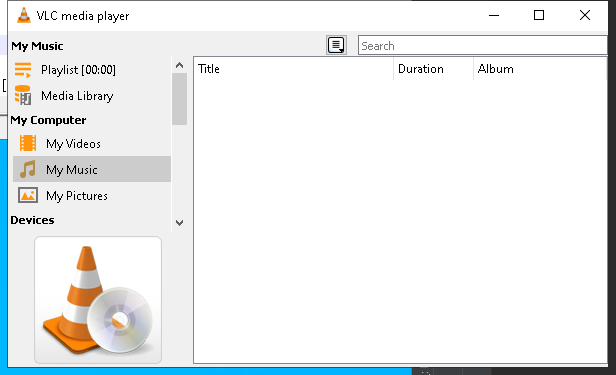 VLC media player
My Music
Search
Playlist [00:00]
Media Library
My Computer
My Videos
My Music
My Pictures
Devices
Title Duration Album
[